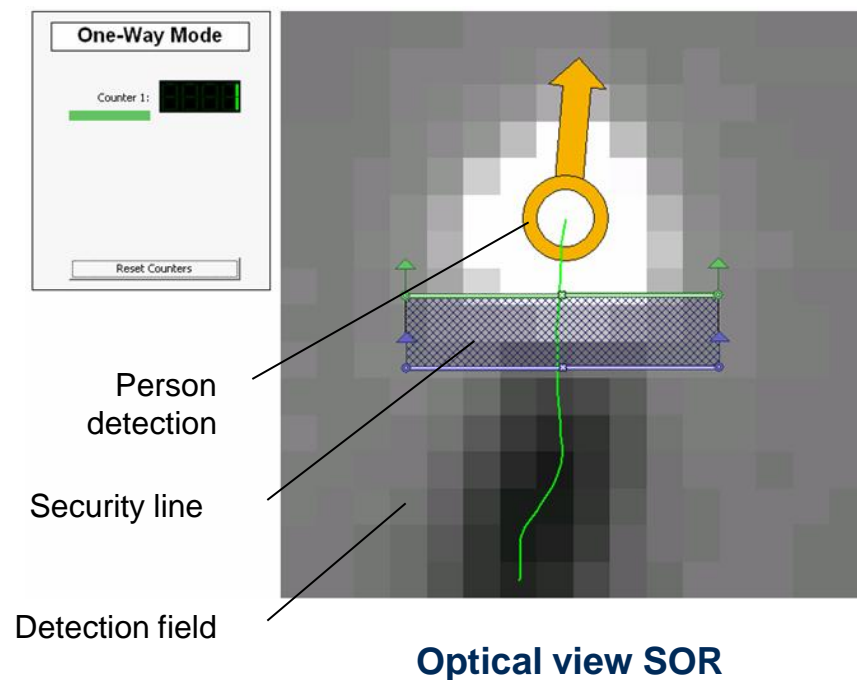 One-Way Mode
Counter 1:
1
Reset Counters
Person
detection
Security line
Detection field
Optical view SOR